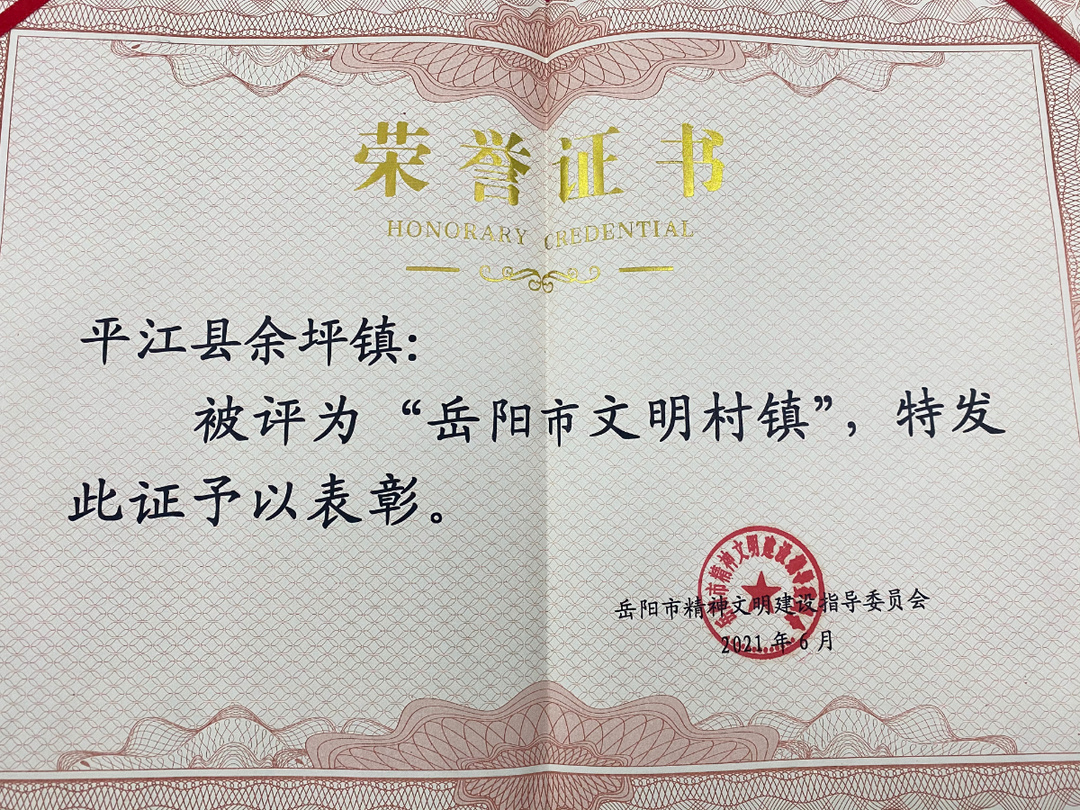 荣誉证书
HONORARY CREDENTIAL
平江县余坪镇:
被评为“岳阳市文明村镇”，特发
此证予以表彰。
岳阳市精神文明建设指导委员会
2021年6月